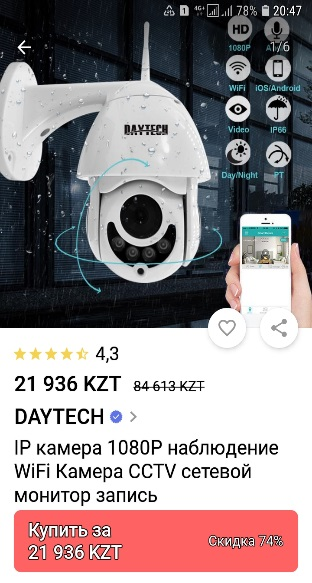 1 4G+ 78% 20:47
HD
1/6
1080P
WiFi iOS/Android
Video IP66
Day/Night PT
DAYTECH
4,3
21 936 KZT 84 613 KZT
DAYTECH
IP камера 1080P наблюдение
WiFi Камера CCTV сетевой
монитор запись
Купить за
21 936 KZT
Скидка 74%